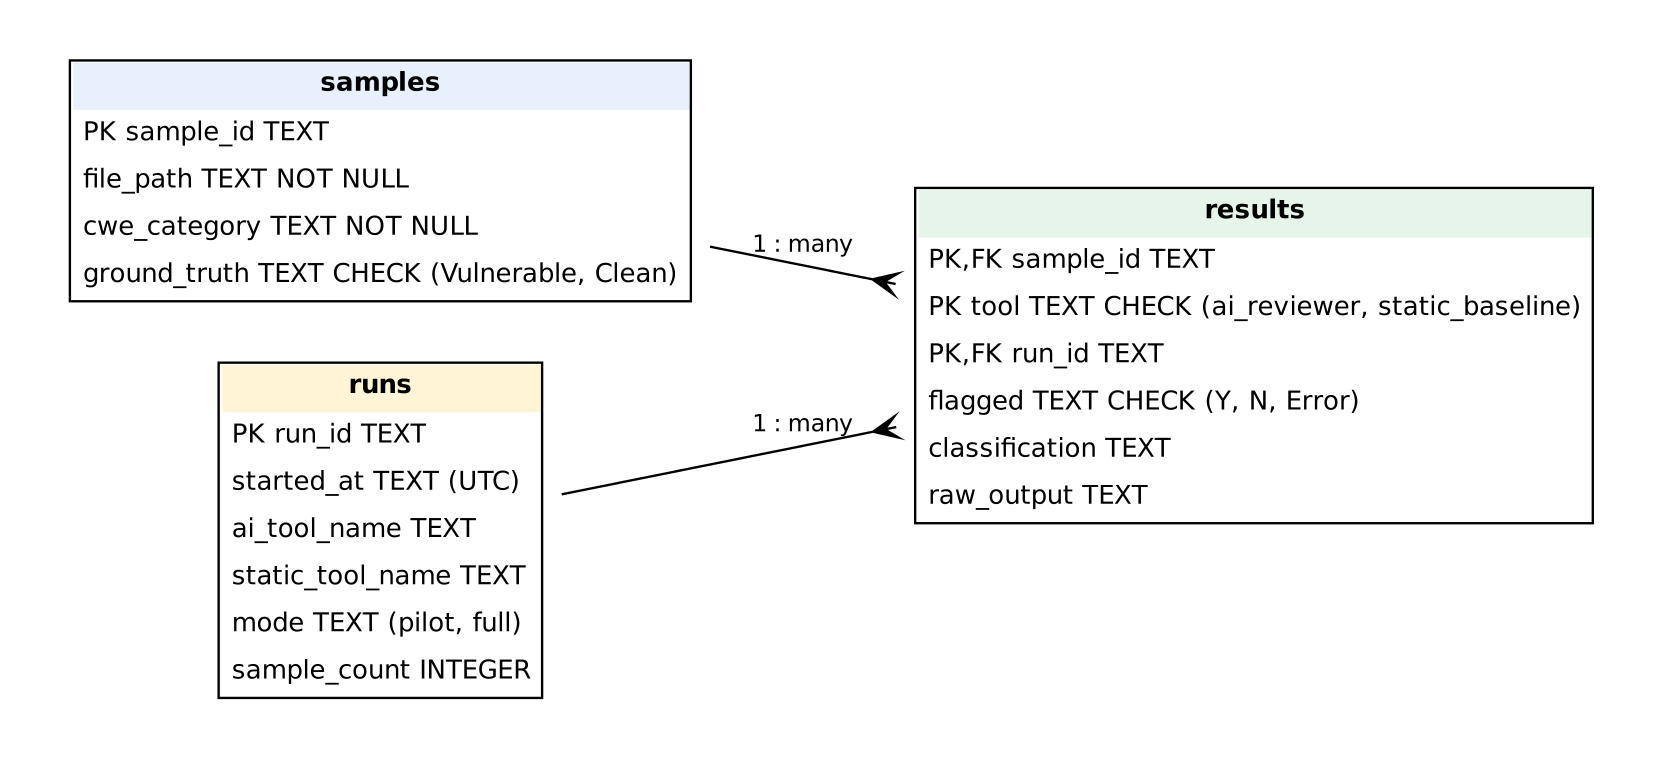 samples
PK sample_id TEXT
file_path TEXT NOT NULL
cwe_category TEXT NOT NULL
ground_truth TEXT CHECK (Vulnerable, Clean)
1 : many
runs
PK run_id TEXT
started_at TEXT (UTC)
ai_tool_name TEXT
static_tool_name TEXT
mode TEXT (pilot, full)
sample_count INTEGER
1 : many
results
PK,FK sample_id TEXT
PK tool TEXT CHECK (ai_reviewer, static_baseline)
PK,FK run_id TEXT
flagged TEXT CHECK (Y, N, Error)
classification TEXT
raw_output TEXT